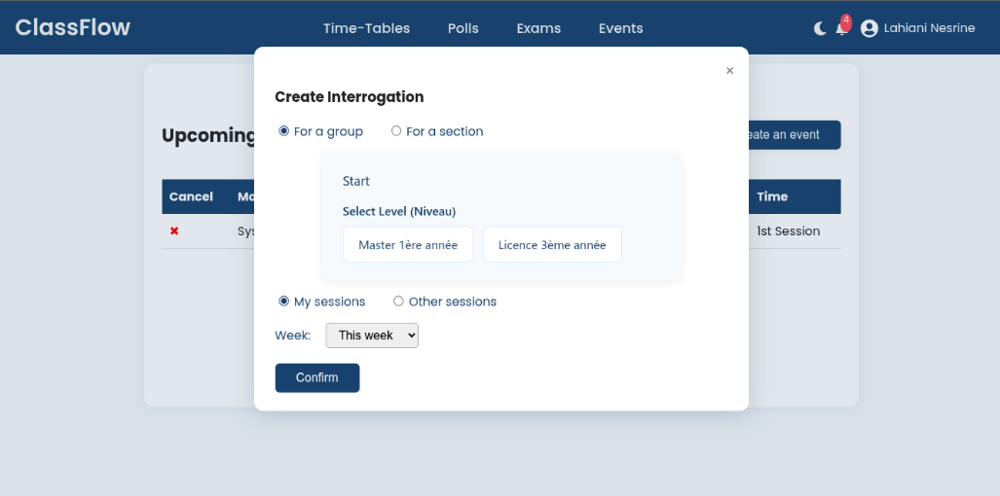 ClassFlow Time-Tables Polls Exams Events 4 Lahiani Nesrine
×
Create Interrogation
For a group For a section
Upcoming eate an event
Start
Select Level (Niveau)
Cancel Time
Master 1ère année Licence 3ème année
1st Session
My sessions Other sessions
Week: This week
Confirm